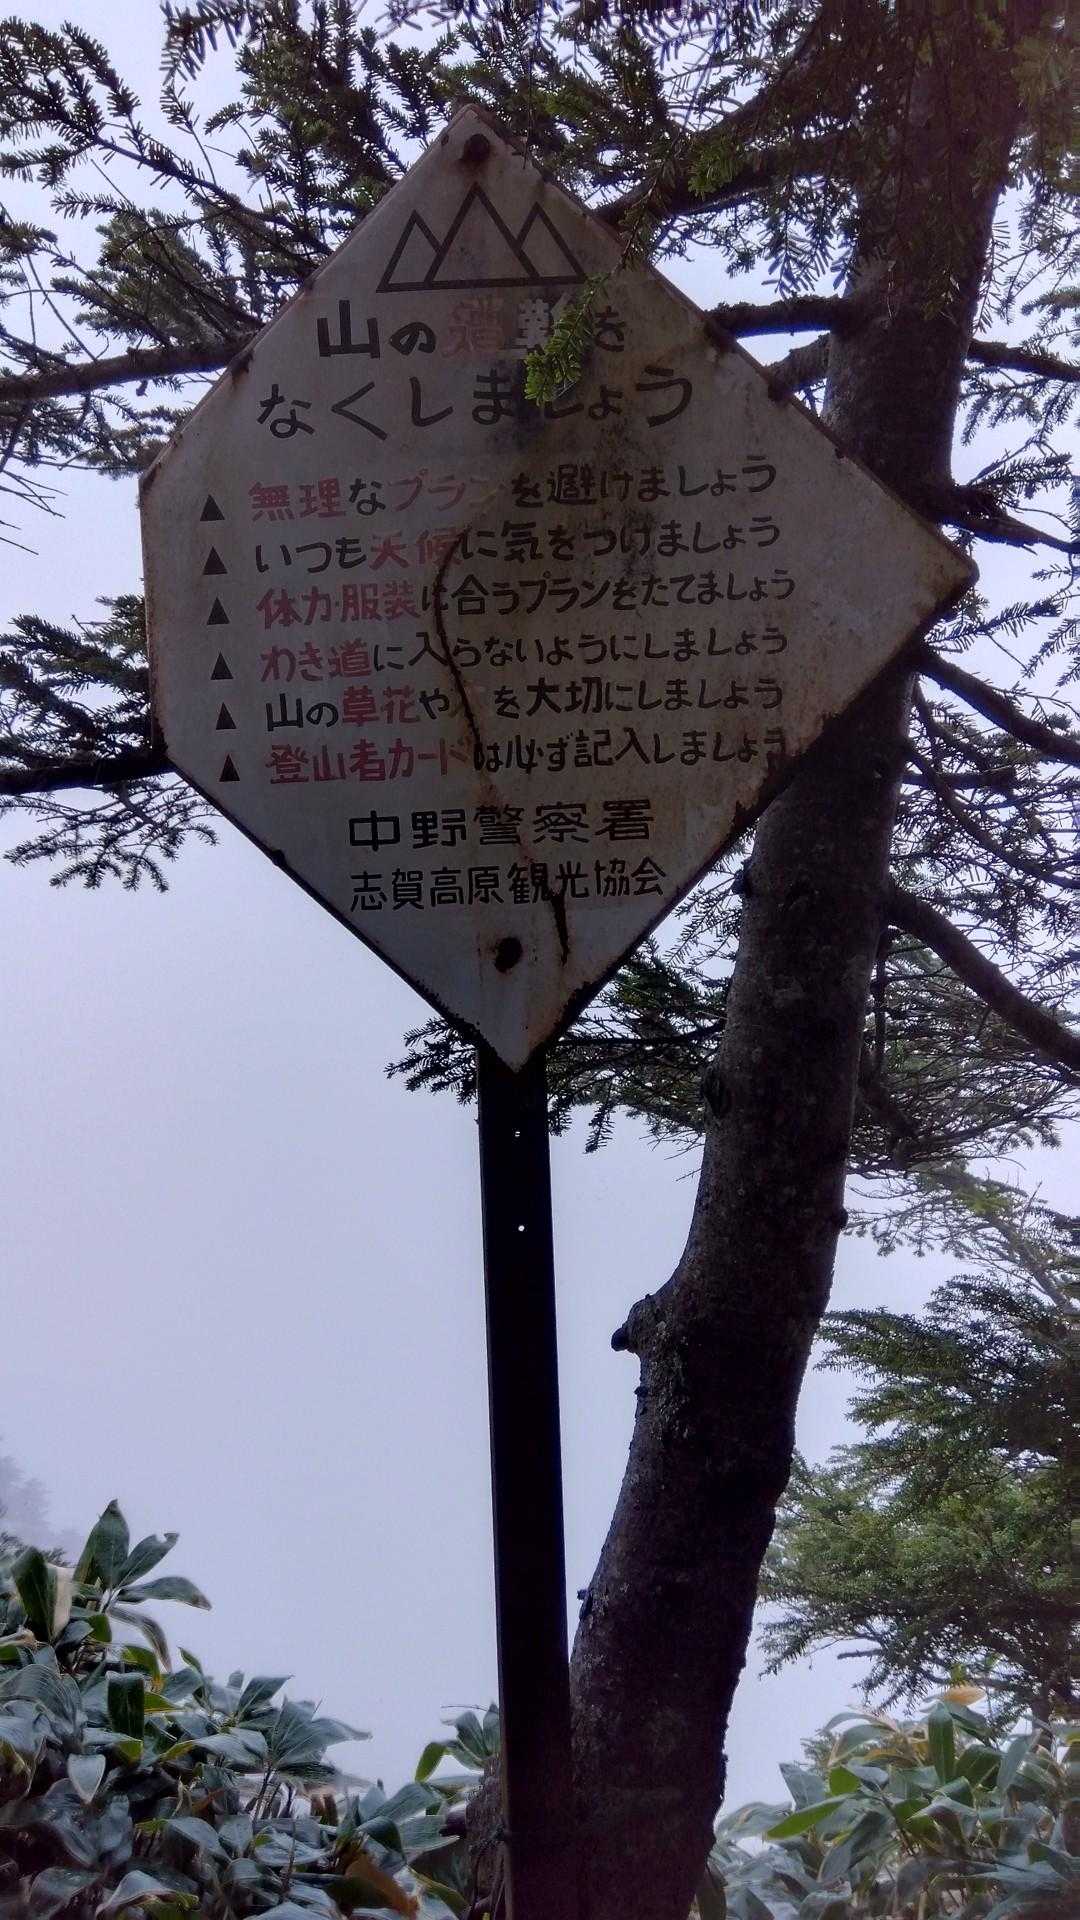 山の遭難を
なくしましょう
▲ 無理なプランを避けましょう
▲ いつも天候に気をつけましょう
▲ 体力・服装に合うプランをたてましょう
▲ わき道に入らないようにしましょう
▲ 山の草花や を大切にしましょう
▲ 登山者カードは必ず記入しましょう
中野警察署
志賀高原観光協会